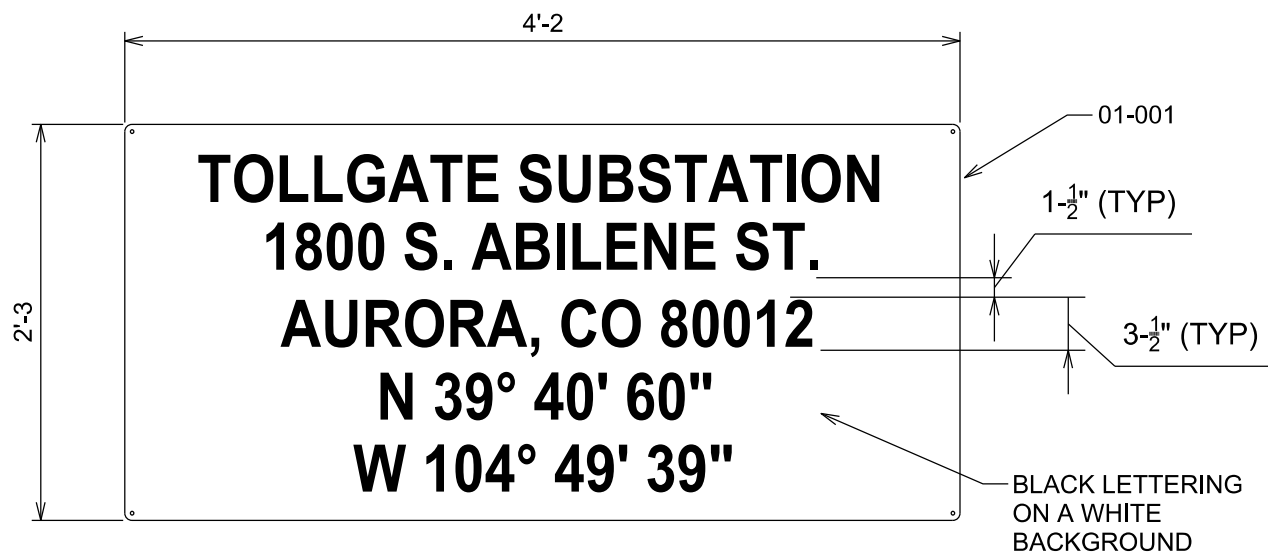 4'-2
2'-3
01-001
TOLLGATE SUBSTATION
1800 S. ABILENE ST.
AURORA, CO 80012
N 39° 40' 60"
W 104° 49' 39"
1-1/2" (TYP)
3-1/2" (TYP)
BLACK LETTERING
ON A WHITE
BACKGROUND